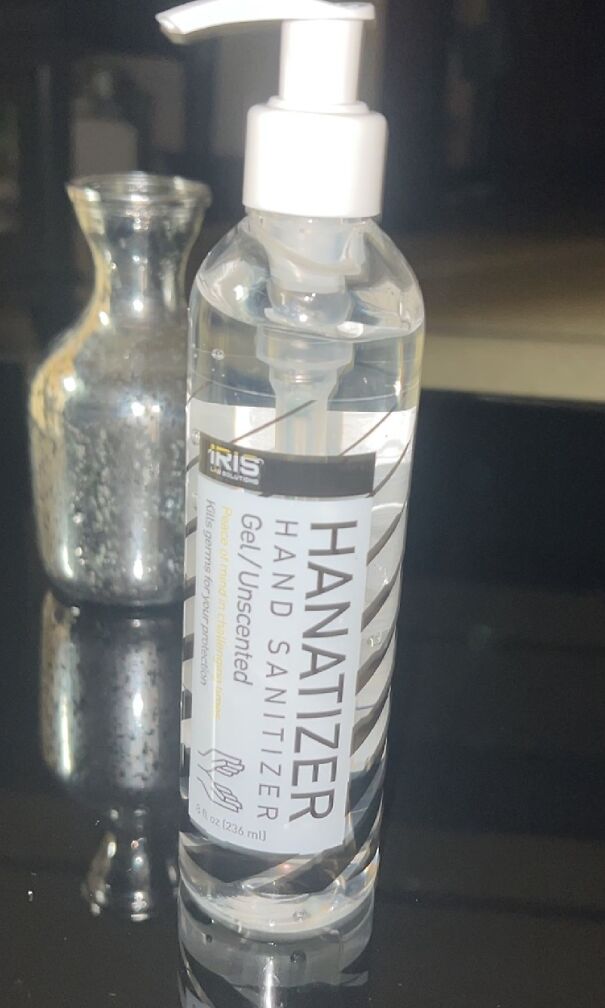 IRIS
LAB SOLUTIONS
HANATIZER
HAND SANITIZER
Gel/Unscented
Peace of mind in challenging times
Kills germs for your protection
8 fl oz (236 ml)